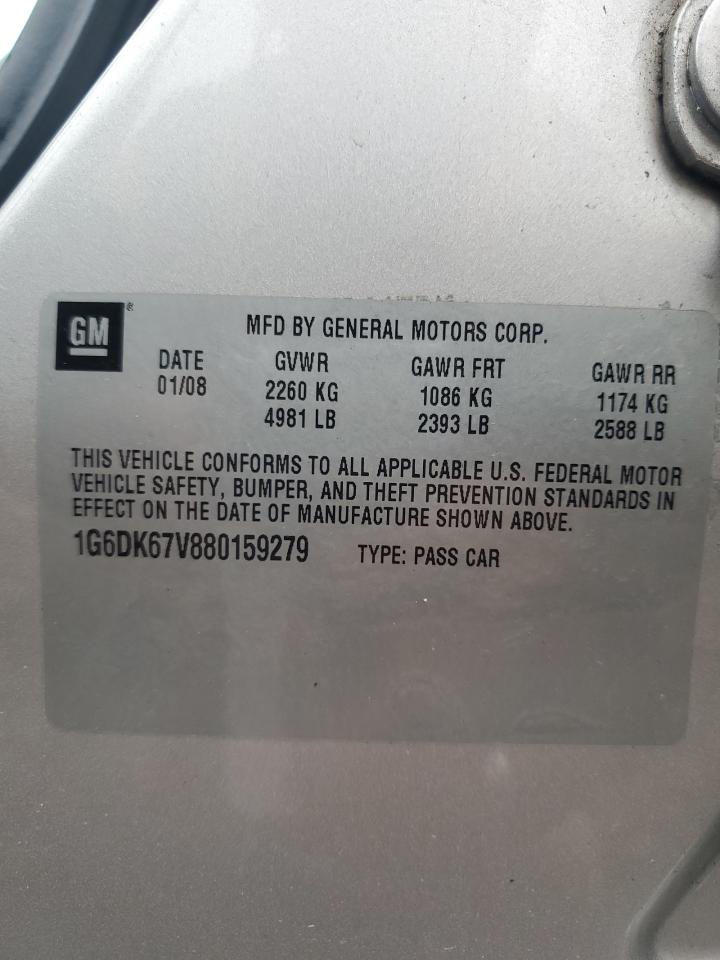 GM®
MFD BY GENERAL MOTORS CORP.
DATE GVWR GAWR FRT GAWR RR
01/08 2260 KG 1086 KG 1174 KG
4981 LB 2393 LB 2588 LB
THIS VEHICLE CONFORMS TO ALL APPLICABLE U.S. FEDERAL MOTOR
VEHICLE SAFETY, BUMPER, AND THEFT PREVENTION STANDARDS IN
EFFECT ON THE DATE OF MANUFACTURE SHOWN ABOVE.
1G6DK67V880159279 TYPE: PASS CAR